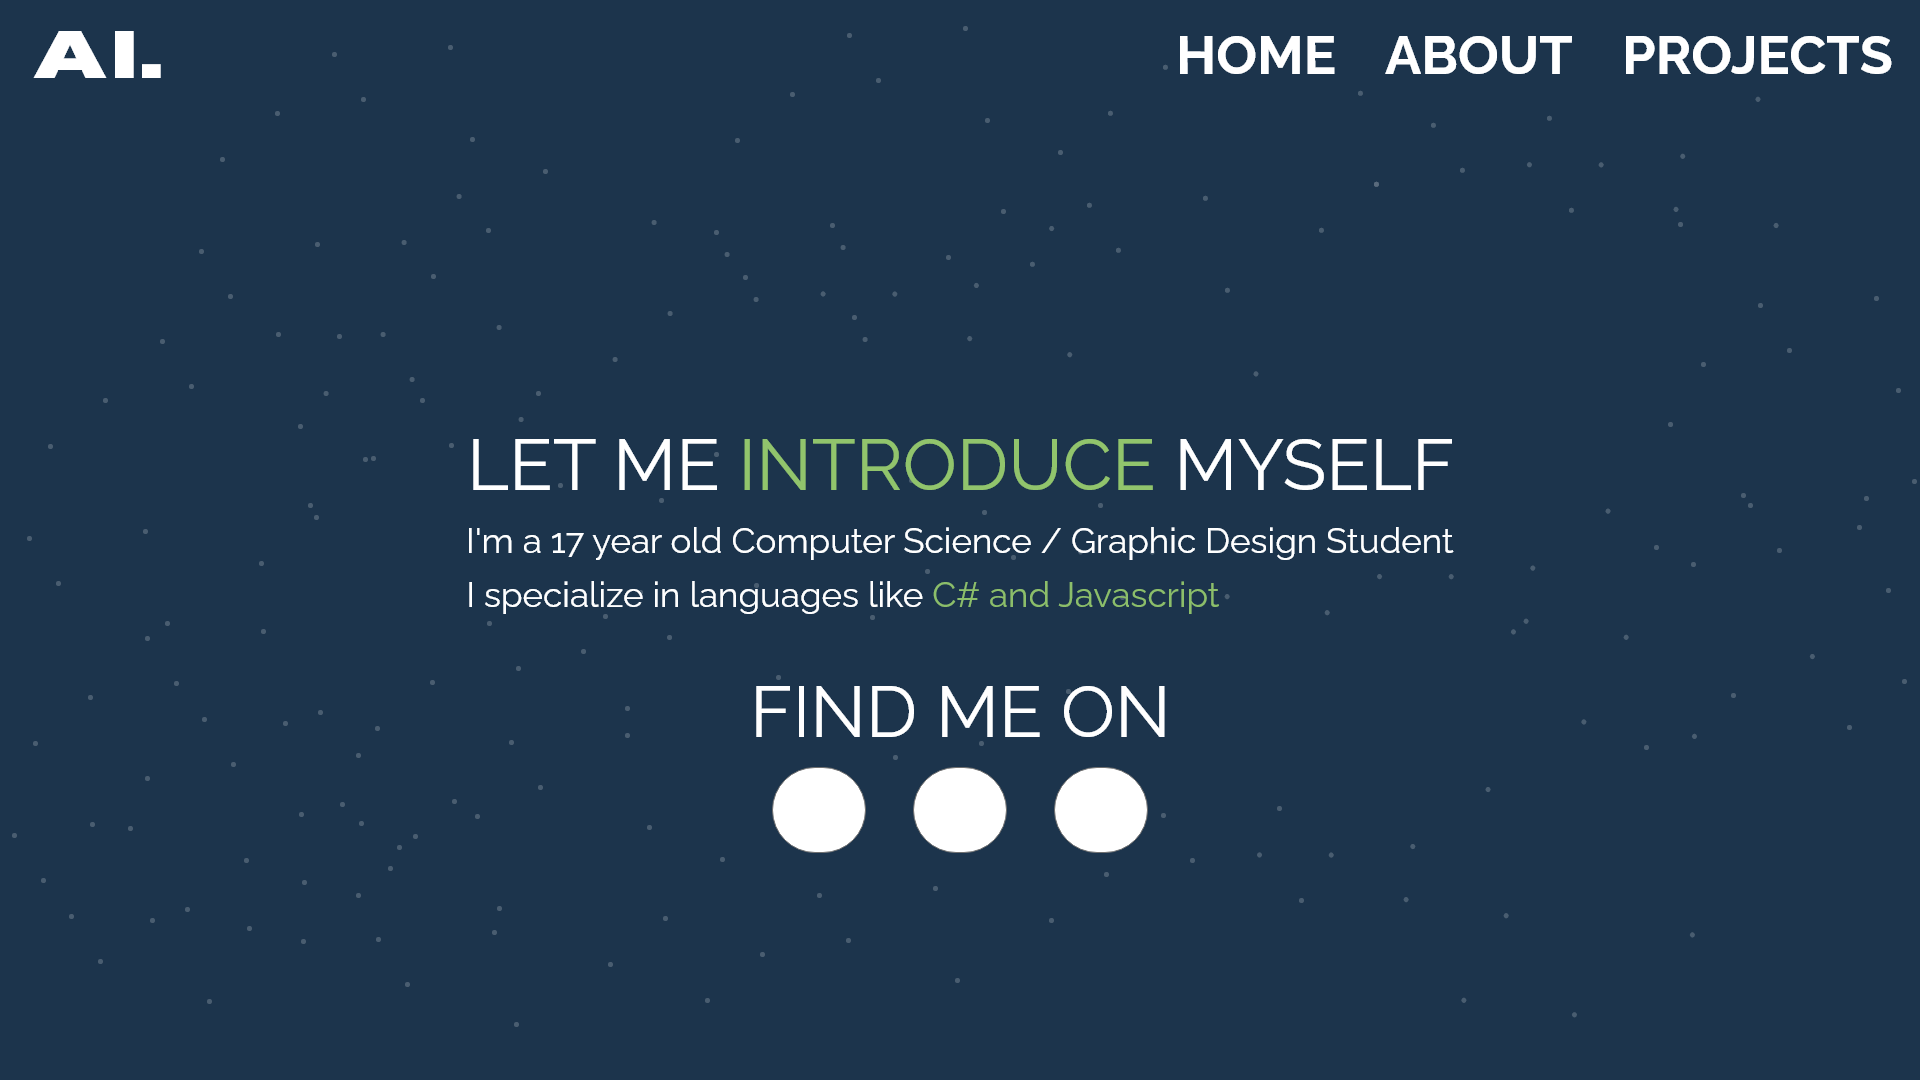 AI.
HOME ABOUT PROJECTS
LET ME INTRODUCE MYSELF
I'm a 17 year old Computer Science / Graphic Design Student
I specialize in languages like C# and Javascript
FIND ME ON